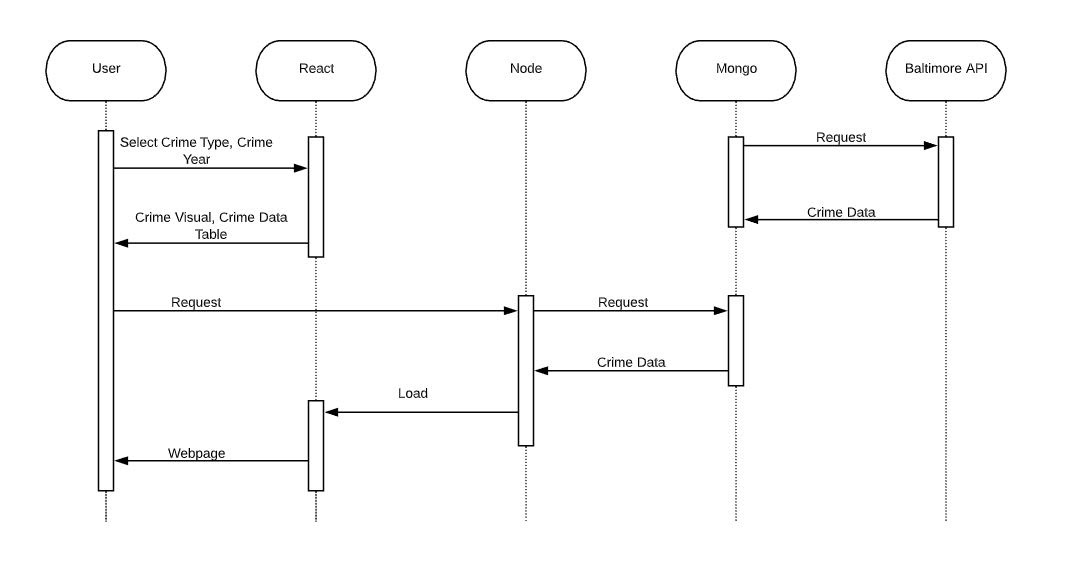 User
React
Node
Mongo
Baltimore API
Select Crime Type, Crime
Year
Request
Crime Visual, Crime Data
Table
Crime Data
Request
Request
Crime Data
Load
Webpage